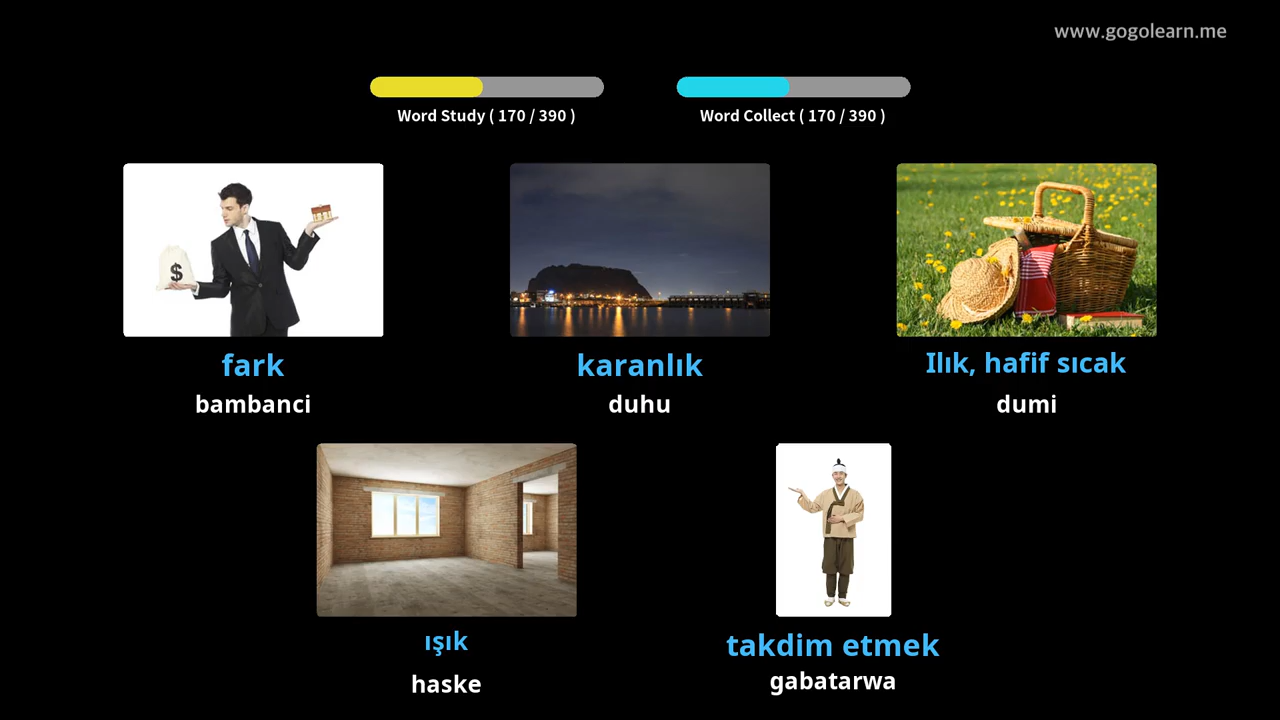 www.gogolearn.me
Word Study ( 170 / 390 )
Word Collect ( 170 / 390 )
$
fark
bambanci
karanlık
duhu
Ilık, hafif sıcak
dumi
ışık
haske
takdim etmek
gabatarwa